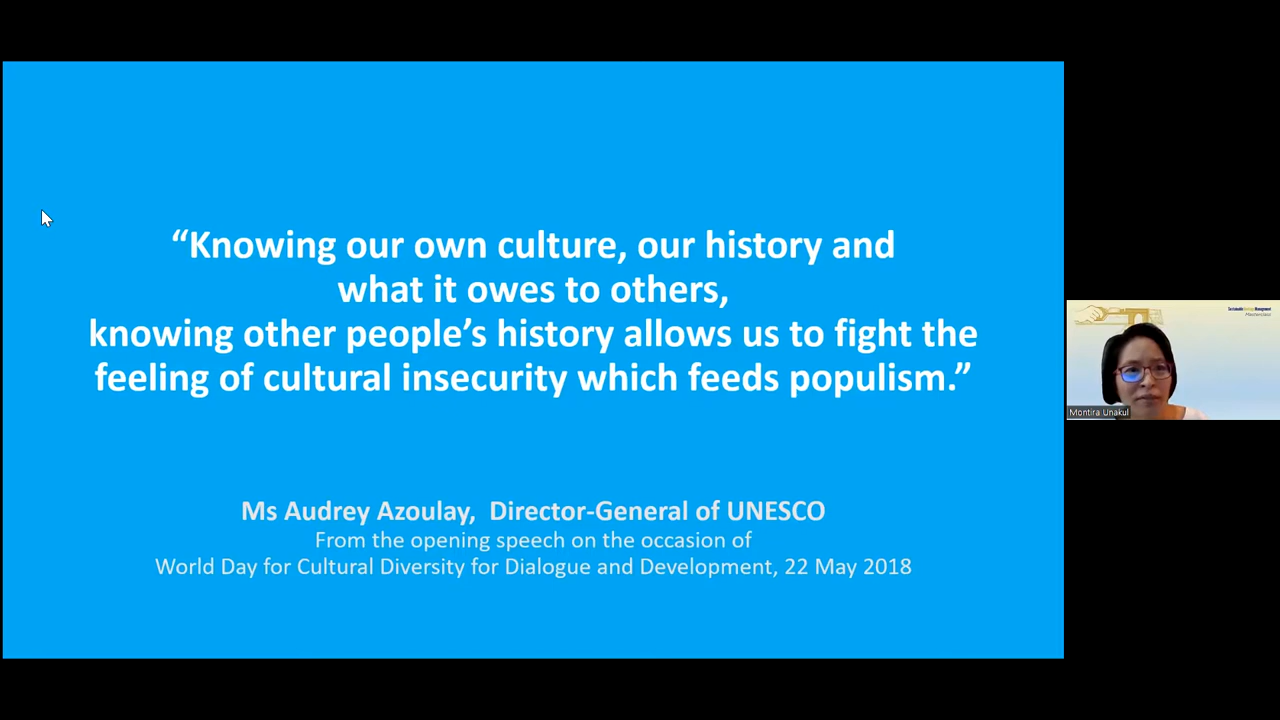 “Knowing our own culture, our history and
what it owes to others,
knowing other people’s history allows us to fight the
feeling of cultural insecurity which feeds populism.”
Ms Audrey Azoulay,  Director-General of UNESCO
From the opening speech on the occasion of
World Day for Cultural Diversity for Dialogue and Development, 22 May 2018
Masterclass
Montira Unakul